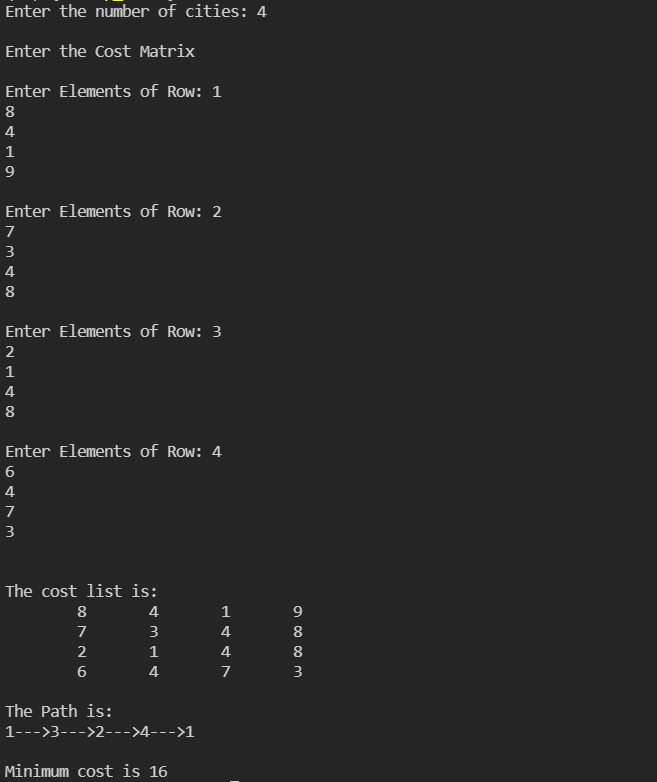 Enter the number of cities: 4
Enter the Cost Matrix
Enter Elements of Row: 1
8
4
1
9
Enter Elements of Row: 2
7
3
4
8
Enter Elements of Row: 3
2
1
4
8
Enter Elements of Row: 4
6
4
7
3
The cost list is:
8 4 1 9
7 3 4 8
2 1 4 8
6 4 7 3
The Path is:
1--->3--->2--->4--->1
Minimum cost is 16